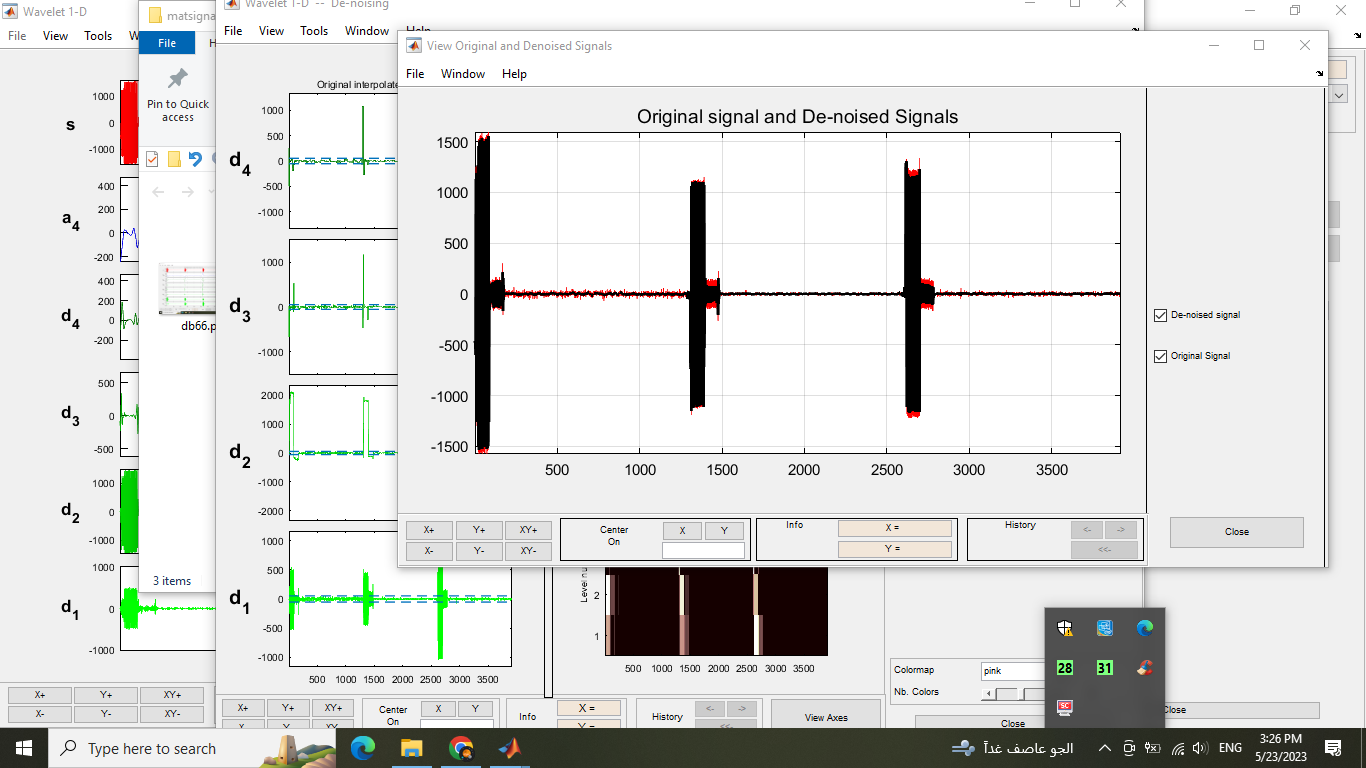 Wavelet 1-D
File View Tools W
s
1000
0
-1000
a4
400
200
0
-200
d4
400
200
0
-200
d3
500
0
-500
d2
1000
0
-1000
d1
1000
0
-1000
X+ Y+ XY+
X- Y- XY-
matsigna
File H
Pin to Quick
access
db66.p
3 items
Wavelet 1-D -- De-noising
File View Tools Window Help
Original interpolate
d4
1000
500
0
-500
-1000
d3
1000
0
-1000
d2
2000
1000
0
-1000
-2000
d1
500
0
-500
-1000
500 1000 1500 2000 2500 3000 3500
X+ Y+ XY+
X- Y- XY-
Center
On
X Y
Info
X =
Y =
History
<- ->
<<-
View Axes
Level nu
2
1
500 1000 1500 2000 2500 3000 3500
Colormap pink
Nb. Colors
Close
Close
View Original and Denoised Signals
File Window Help
Original signal and De-noised Signals
1500
1000
500
0
-500
-1000
-1500
500 1000 1500 2000 2500 3000 3500
De-noised signal
Original Signal
X+ Y+ XY+
X- Y- XY-
Center
On
X Y
Info
X =
Y =
History
<- ->
<<-
Close
28 31
SC
Type here to search
الجو عاصف غداً
ENG
3:26 PM
5/23/2023